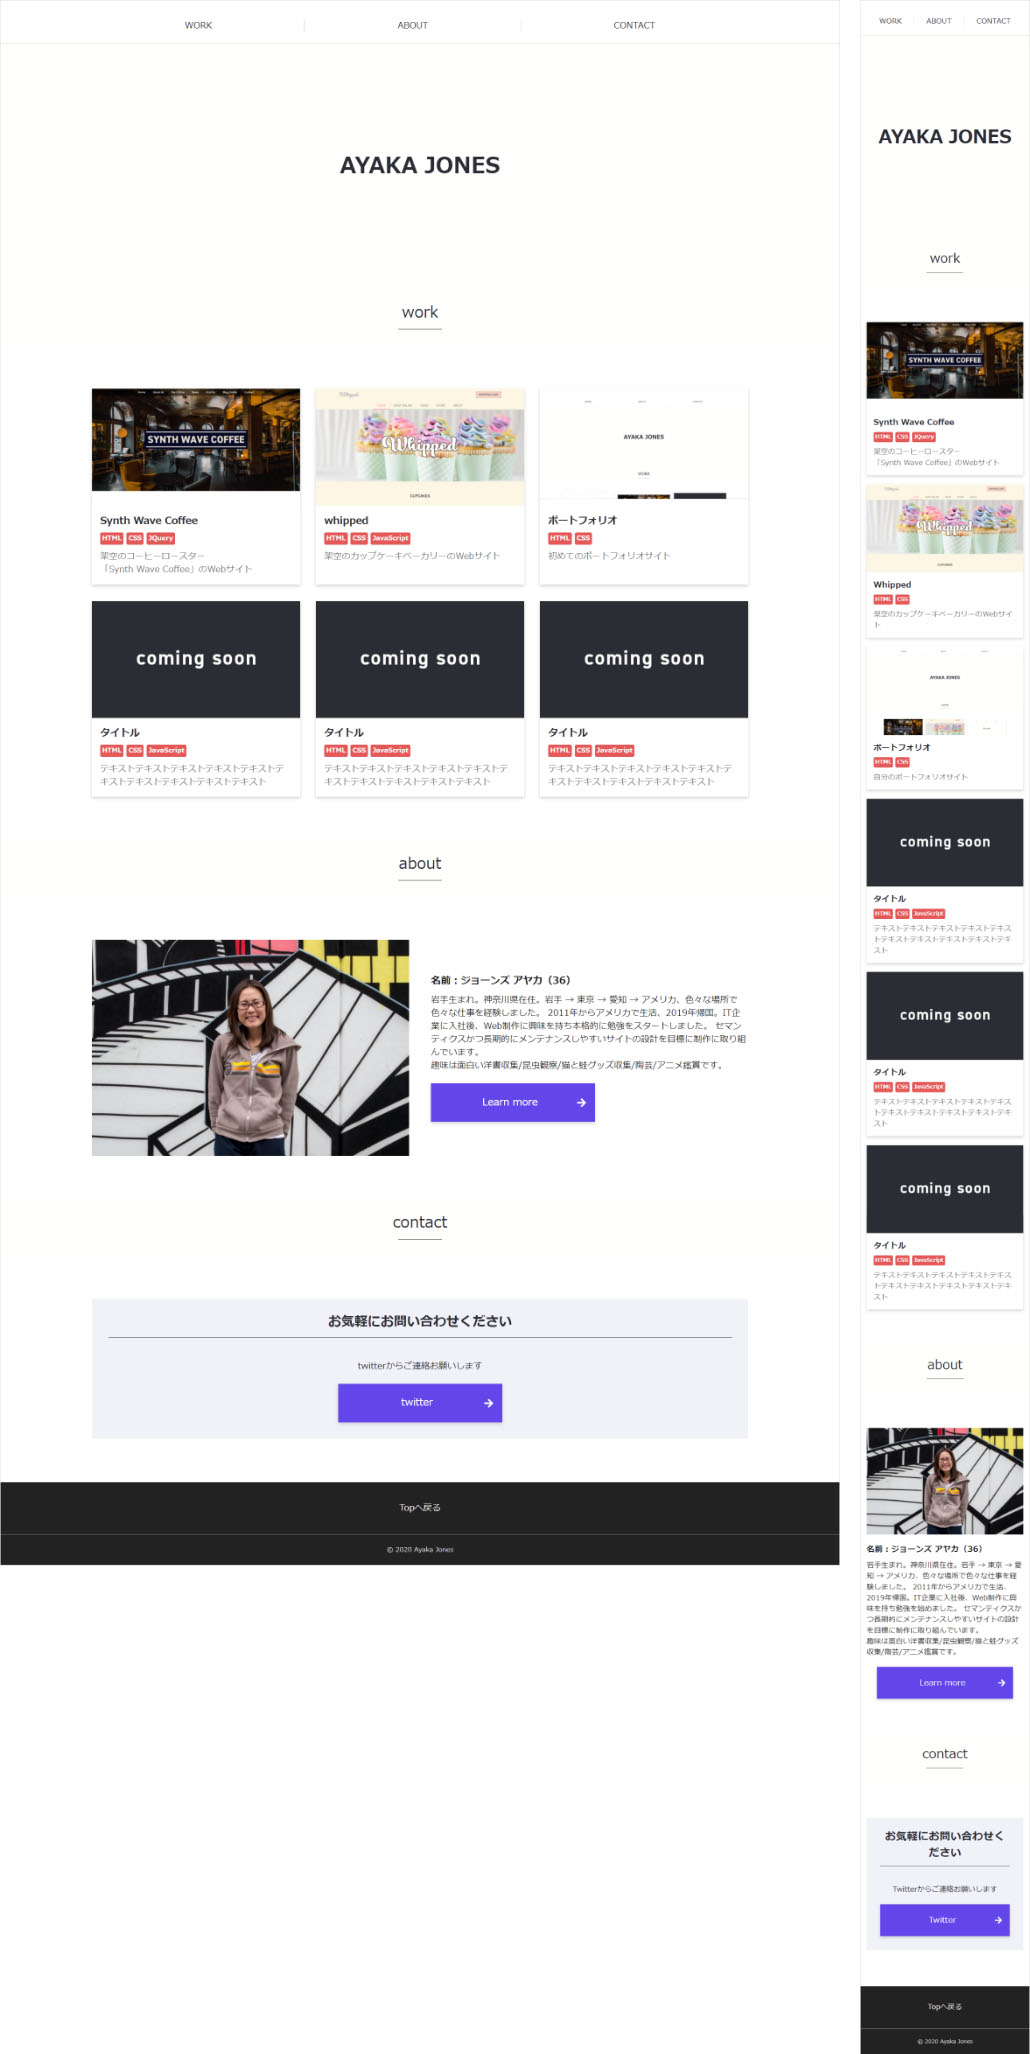 WORK ABOUT CONTACT
AYAKA JONES
work
SYNTH WAVE COFFEE
Synth Wave Coffee
HTML CSS JQuery
架空のコーヒーロースター
「Synth Wave Coffee」のWebサイト
Whipped
CUPCAKES
whipped
HTML CSS JavaScript
架空のカップケーキベーカリーのWebサイト
AYAKA JONES
ポートフォリオ
HTML CSS
初めてのポートフォリオサイト
coming soon
タイトル
HTML CSS JavaScript
テキストテキストテキストテキストテキストテ
キストテキストテキストテキストテキスト
coming soon
タイトル
HTML CSS JavaScript
テキストテキストテキストテキストテキストテ
キストテキストテキストテキストテキスト
coming soon
タイトル
HTML CSS JavaScript
テキストテキストテキストテキストテキストテ
キストテキストテキストテキストテキスト
about
名前：ジョーンズ アヤカ（36）
岩手生まれ。神奈川県在住。岩手 → 東京 → 愛知 → アメリカ、色々な場所で
色々な仕事を経験しました。 2011年からアメリカで生活、2019年帰国。IT企
業に入社後、Web制作に興味を持ち本格的に勉強をスタートしました。 セマン
ティクスかつ長期的にメンテナンスしやすいサイトの設計を目標に制作に取り組
んでいます。
趣味は面白い洋書収集/昆虫観察/猫と蛙グッズ収集/陶芸/アニメ鑑賞です。
Learn more
contact
お気軽にお問い合わせください
twitterからご連絡お願いします
twitter
Topへ戻る
© 2020 Ayaka Jones
WORK ABOUT CONTACT
AYAKA JONES
work
SYNTH WAVE COFFEE
Synth Wave Coffee
HTML CSS JQuery
架空のコーヒーロースター
「Synth Wave Coffee」のWebサイト
Whipped
CUPCAKES
Whipped
HTML CSS
架空のカップケーキベーカリーのWebサイ
ト
AYAKA JONES
ポートフォリオ
HTML CSS
自分のポートフォリオサイト
coming soon
タイトル
HTML CSS JavaScript
テキストテキストテキストテキストテキス
トテキストテキストテキストテキストテキ
スト
coming soon
タイトル
HTML CSS JavaScript
テキストテキストテキストテキストテキス
トテキストテキストテキストテキストテキ
スト
coming soon
タイトル
HTML CSS JavaScript
テキストテキストテキストテキストテキス
トテキストテキストテキストテキストテキ
スト
about
名前：ジョーンズ アヤカ（36）
岩手生まれ。神奈川県在住。岩手 → 東京 → 愛
知 → アメリカ、色々な場所で色々な仕事を経
験しました。 2011年からアメリカで生活、
2019年帰国。IT企業に入社後、Web制作に興
味を持ち勉強を始めました。 セマンティクスか
つ長期的にメンテナンスしやすいサイトの設計
を目標に制作に取り組んでいます。
趣味は面白い洋書収集/昆虫観察/猫と蛙グッズ
収集/陶芸/アニメ鑑賞です。
Learn more
contact
お気軽にお問い合わせく
ださい
Twitterからご連絡お願いします
Twitter
Topへ戻る
© 2020 Ayaka Jones